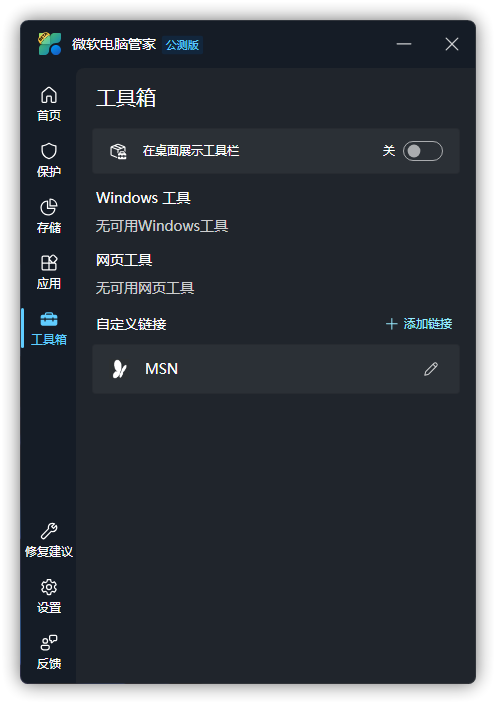 微软电脑管家 公测版
工具箱
首页
保护
存储
应用
工具箱
修复建议
设置
反馈
在桌面展示工具栏 关
Windows 工具
无可用Windows工具
网页工具
无可用网页工具
自定义链接 添加链接
MSN